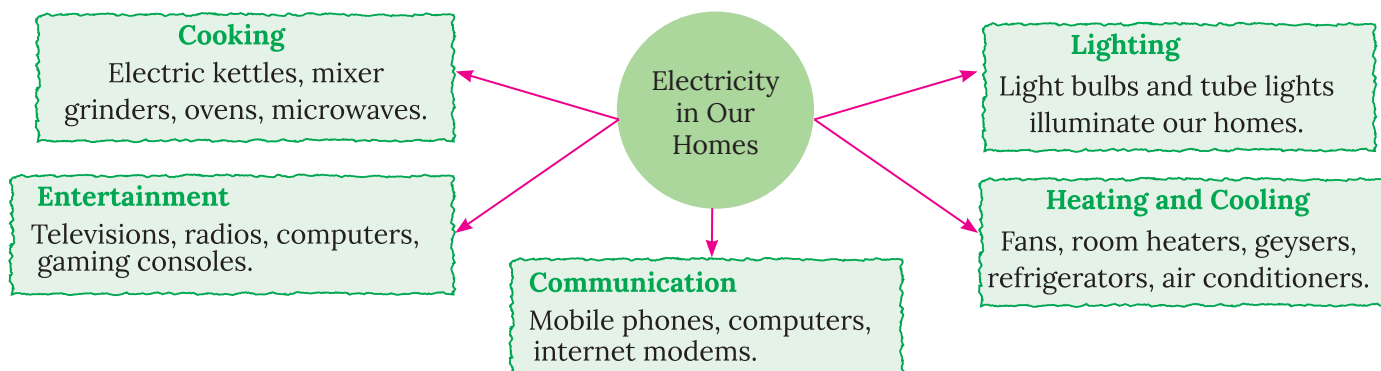 Cooking
Electric kettles, mixer
grinders, ovens, microwaves.
Electricity
in Our
Homes
Lighting
Light bulbs and tube lights
illuminate our homes.
Entertainment
Televisions, radios, computers,
gaming consoles.
Heating and Cooling
Fans, room heaters, geysers,
refrigerators, air conditioners.
Communication
Mobile phones, computers,
internet modems.